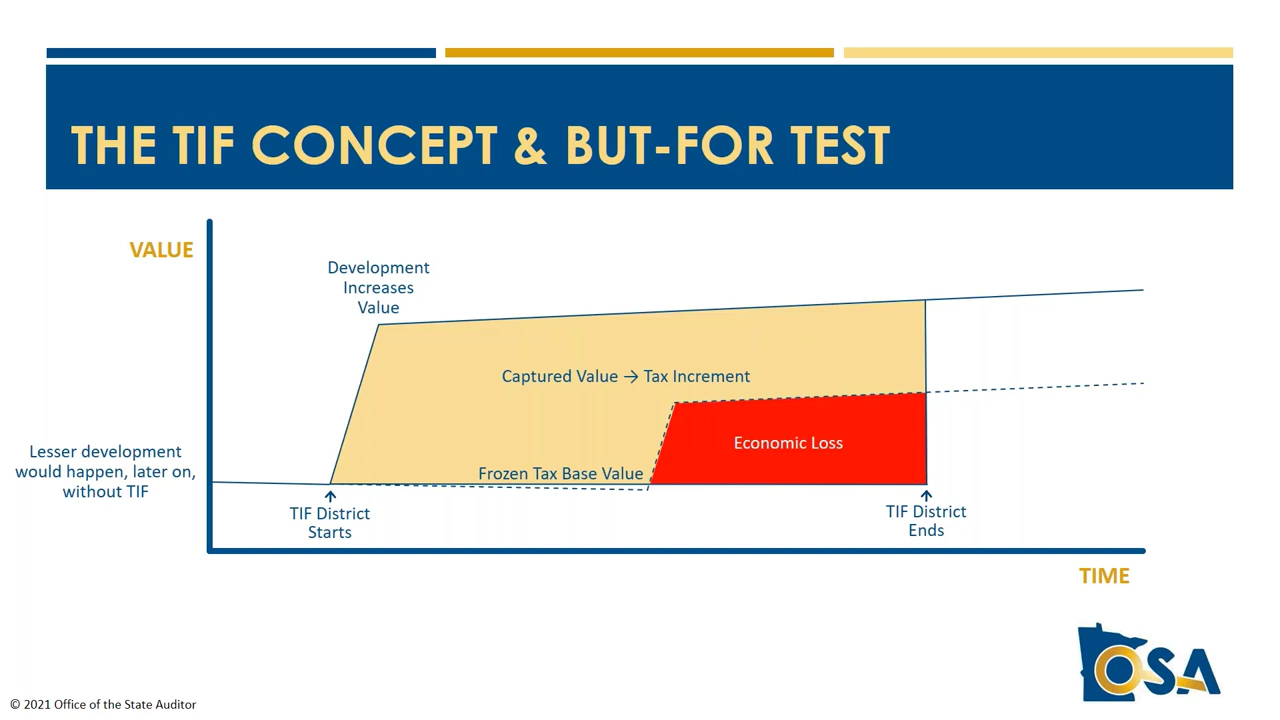 THE TIF CONCEPT & BUT-FOR TEST
VALUE
Development
Increases
Value
Captured Value → Tax Increment
Economic Loss
Lesser development
would happen, later on,
without TIF
Frozen Tax Base Value
TIF District
Starts
TIF District
Ends
TIME
OSA
© 2021 Office of the State Auditor